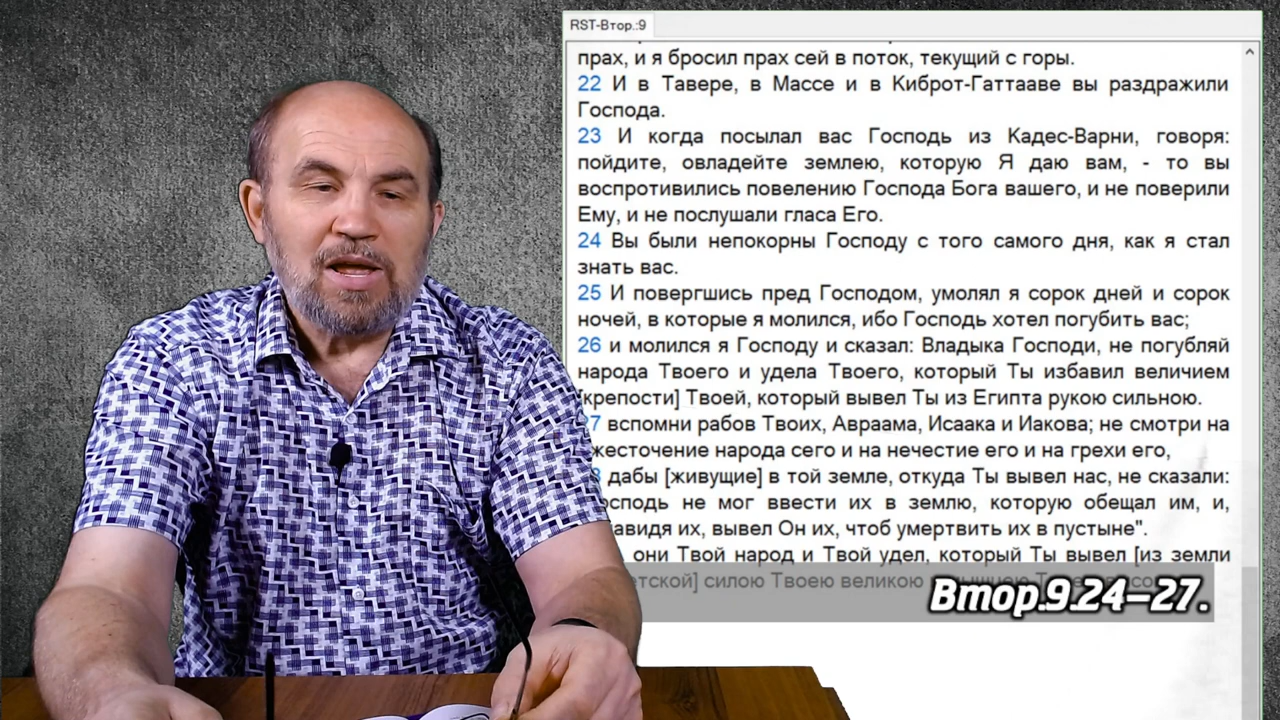 RST-Втор.:9
прах, и я бросил прах сей в поток, текущий с горы.
22 И в Тавере, в Массе и в Киброт-Гаттааве вы раздражили
Господа.
23 И когда посылал вас Господь из Кадес-Варни, говоря:
пойдите, овладейте землею, которую Я даю вам, - то вы
воспротивились повелению Господа Бога вашего, и не поверили
Ему, и не послушали гласа Его.
24 Вы были непокорны Господу с того самого дня, как я стал
знать вас.
25 И повергшись пред Господом, умолял я сорок дней и сорок
ночей, в которые я молился, ибо Господь хотел погубить вас;
26 и молился я Господу и сказал: Владыка Господи, не погубляй
народа Твоего и удела Твоего, который Ты избавил величием
[крепости] Твоей, который вывел Ты из Египта рукою сильною.
7 вспомни рабов Твоих, Авраама, Исаака и Иакова; не смотри на
жесточение народа сего и на нечестие его и на грехи его,
дабы [живущие] в той земле, откуда Ты вывел нас, не сказали:
осподь не мог ввести их в землю, которую обещал им, и,
авидя их, вывел Он их, чтоб умертвить их в пустыне".
они Твой народ и Твой удел, который Ты вывел [из земли
етской] силою Твоею великою
Втор.9.24–27.